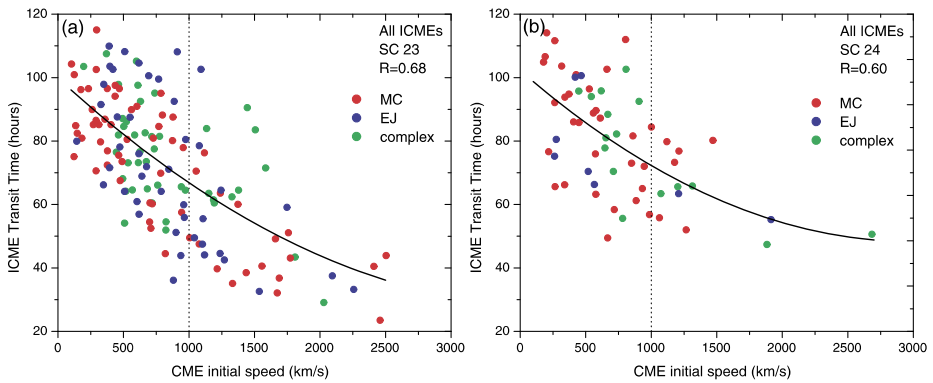 (a)
All ICMEs
SC 23
R=0.68
MC
EJ
complex
ICME Transit Time (hours)
120
100
80
60
40
20
0 500 1000 1500 2000 2500 3000
CME initial speed (km/s)
(b)
All ICMEs
SC 24
R=0.60
MC
EJ
complex
ICME Transit Time (hours)
120
100
80
60
40
20
0 500 1000 1500 2000 2500 3000
CME initial speed (km/s)